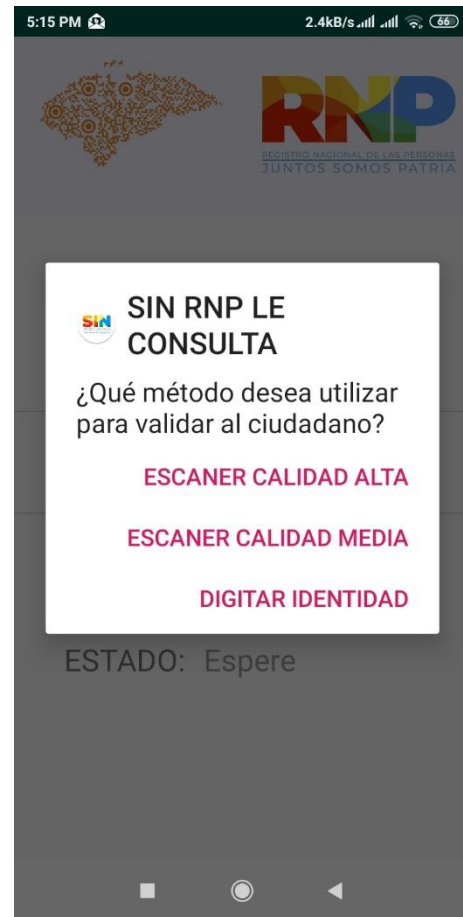 5:15 PM
2.4kB/s
66
RNP
REGISTRO NACIONAL DE LAS PERSONAS
JUNTOS SOMOS PATRIA
SIN
SIN RNP LE
CONSULTA
¿Qué método desea utilizar
para validar al ciudadano?
ESCANER CALIDAD ALTA
ESCANER CALIDAD MEDIA
DIGITAR IDENTIDAD
ESTADO: Espere